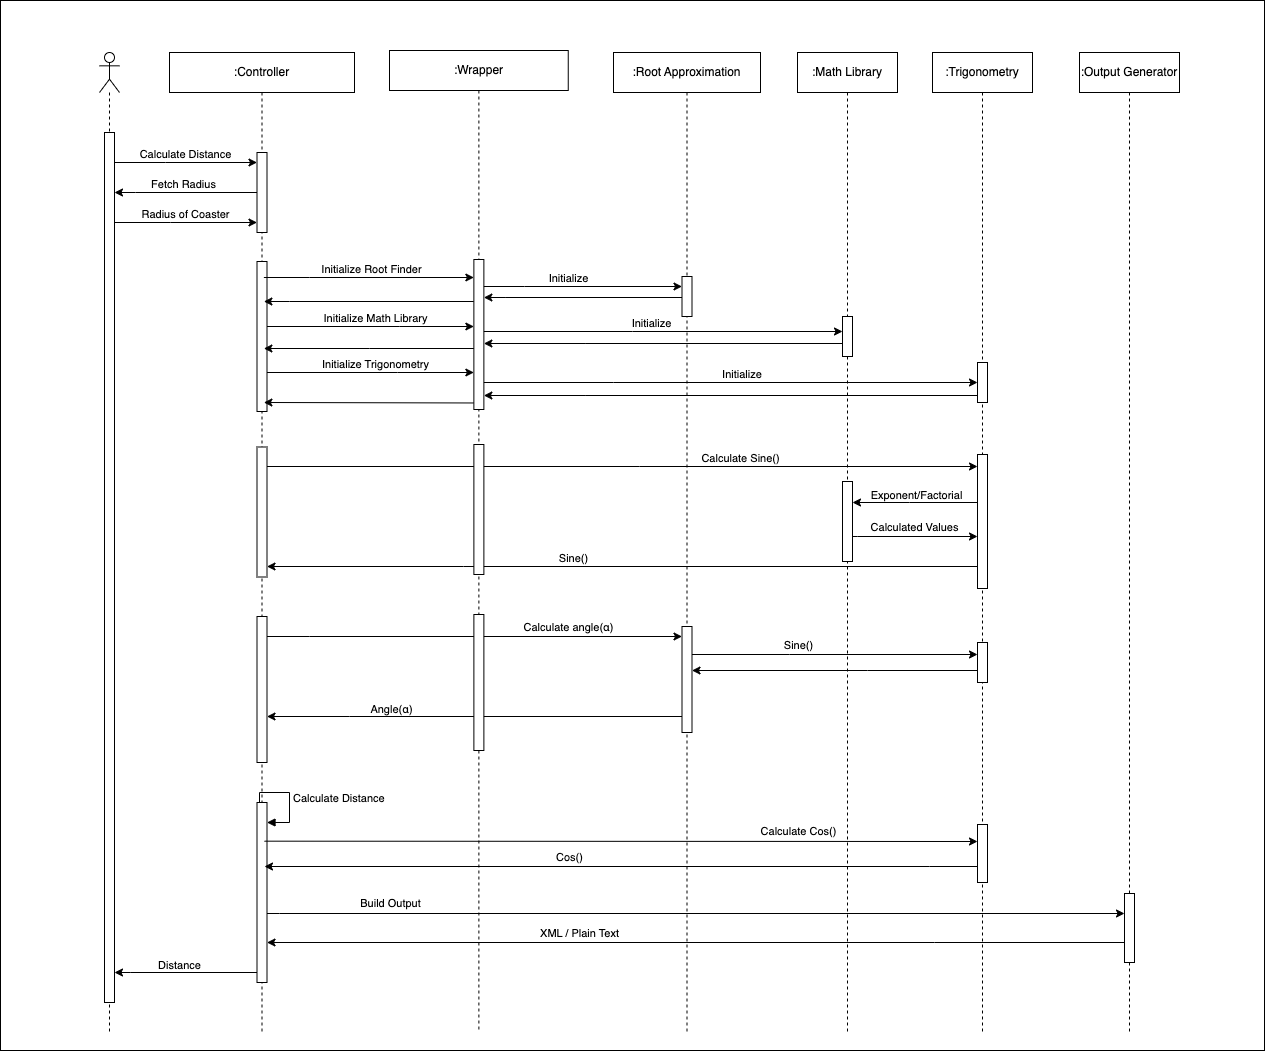 :Controller
:Wrapper
:Root Approximation
:Math Library
:Trigonometry
:Output Generator
Calculate Distance
Fetch Radius
Radius of Coaster
Initialize Root Finder
Initialize
Initialize Math Library
Initialize
Initialize Trigonometry
Initialize
Calculate Sine()
Exponent/Factorial
Calculated Values
Sine()
Calculate angle(α)
Sine()
Angle(α)
Calculate Distance
Calculate Cos()
Cos()
Build Output
XML / Plain Text
Distance